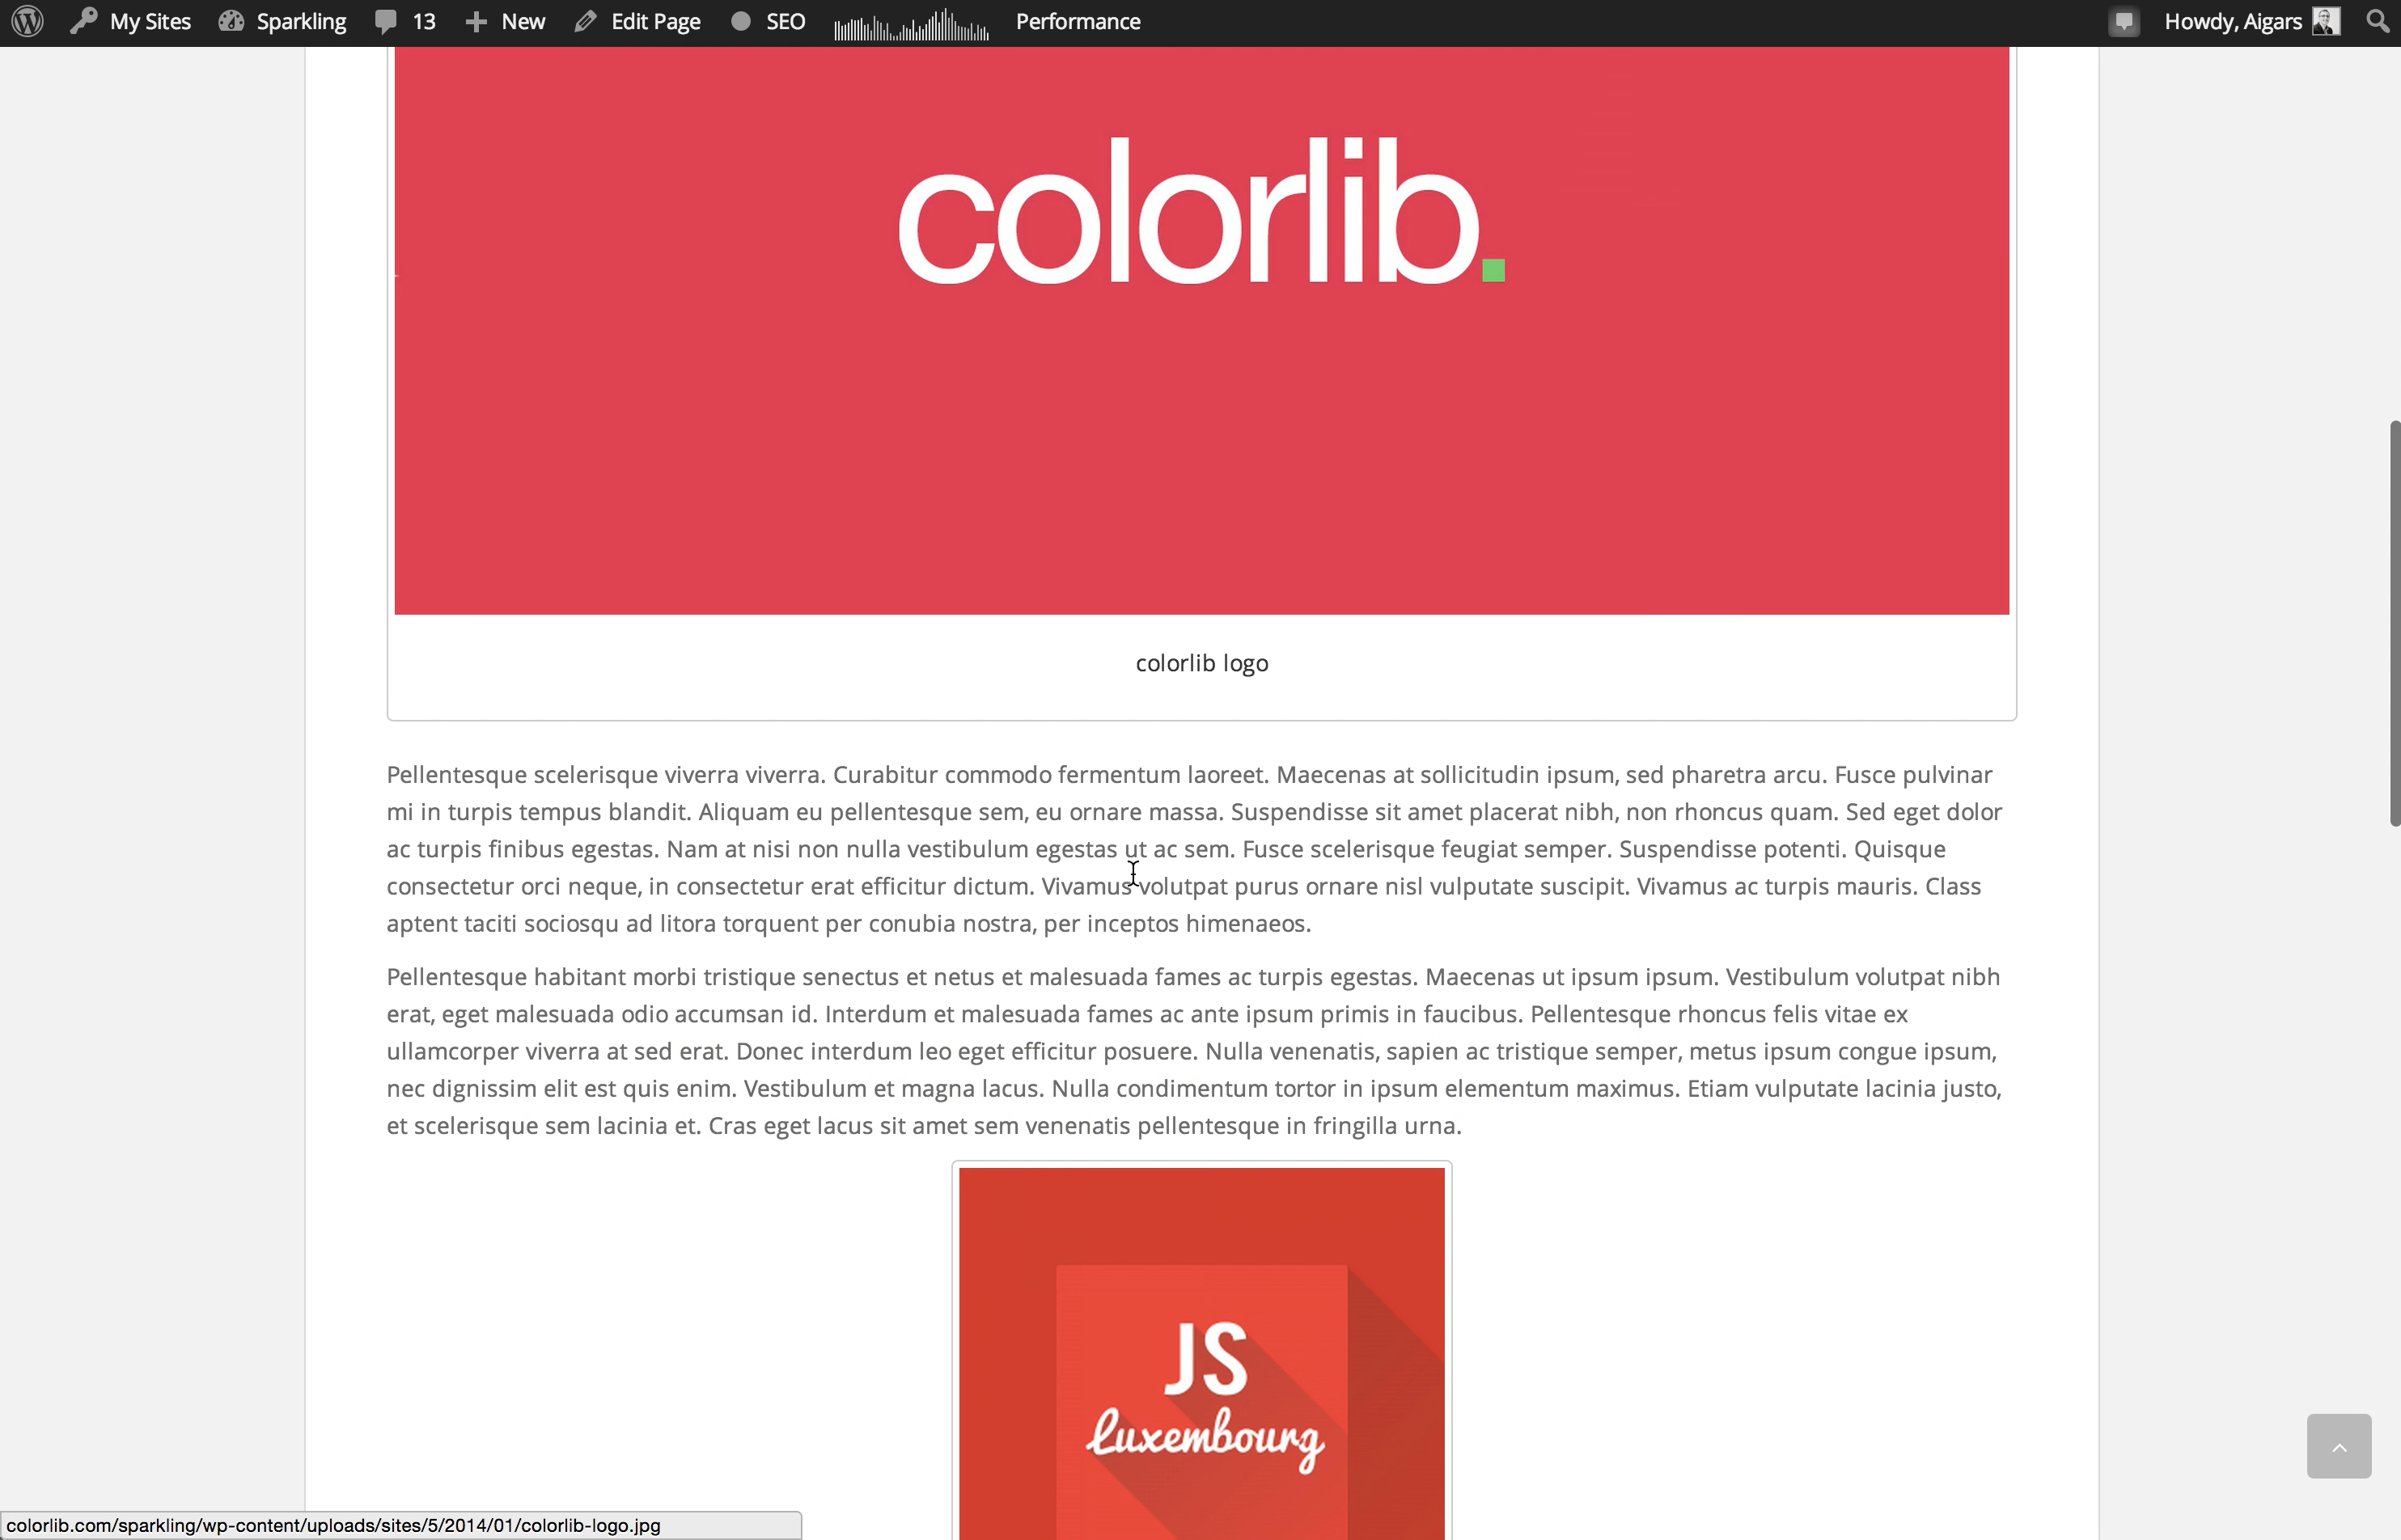 My Sites Sparkling 13 New Edit Page SEO Performance Howdy, Aigars
colorlib.
colorlib logo
Pellentesque scelerisque viverra viverra. Curabitur commodo fermentum laoreet. Maecenas at sollicitudin ipsum, sed pharetra arcu. Fusce pulvinar
mi in turpis tempus blandit. Aliquam eu pellentesque sem, eu ornare massa. Suspendisse sit amet placerat nibh, non rhoncus quam. Sed eget dolor
ac turpis finibus egestas. Nam at nisi non nulla vestibulum egestas ut ac sem. Fusce scelerisque feugiat semper. Suspendisse potenti. Quisque
consectetur orci neque, in consectetur erat efficitur dictum. Vivamus volutpat purus ornare nisl vulputate suscipit. Vivamus ac turpis mauris. Class
aptent taciti sociosqu ad litora torquent per conubia nostra, per inceptos himenaeos.
Pellentesque habitant morbi tristique senectus et netus et malesuada fames ac turpis egestas. Maecenas ut ipsum ipsum. Vestibulum volutpat nibh
erat, eget malesuada odio accumsan id. Interdum et malesuada fames ac ante ipsum primis in faucibus. Pellentesque rhoncus felis vitae ex
ullamcorper viverra at sed erat. Donec interdum leo eget efficitur posuere. Nulla venenatis, sapien ac tristique semper, metus ipsum congue ipsum,
nec dignissim elit est quis enim. Vestibulum et magna lacus. Nulla condimentum tortor in ipsum elementum maximus. Etiam vulputate lacinia justo,
et scelerisque sem lacinia et. Cras eget lacus sit amet sem venenatis pellentesque in fringilla urna.
JS
Luxembourg
colorlib.com/sparkling/wp-content/uploads/sites/5/2014/01/colorlib-logo.jpg